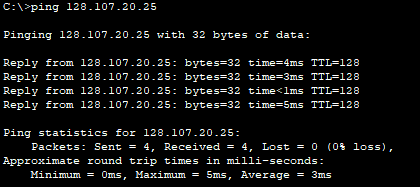 C:\>ping 128.107.20.25
Pinging 128.107.20.25 with 32 bytes of data:
Reply from 128.107.20.25: bytes=32 time=4ms TTL=128
Reply from 128.107.20.25: bytes=32 time=3ms TTL=128
Reply from 128.107.20.25: bytes=32 time<1ms TTL=128
Reply from 128.107.20.25: bytes=32 time=5ms TTL=128
Ping statistics for 128.107.20.25:
    Packets: Sent = 4, Received = 4, Lost = 0 (0% loss),
Approximate round trip times in milli-seconds:
    Minimum = 0ms, Maximum = 5ms, Average = 3ms